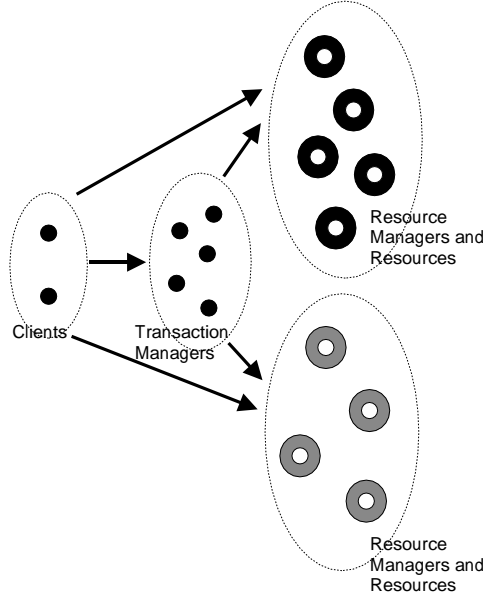 Resource
Managers and
Resources
Clients
Transaction
Managers
Resource
Managers and
Resources